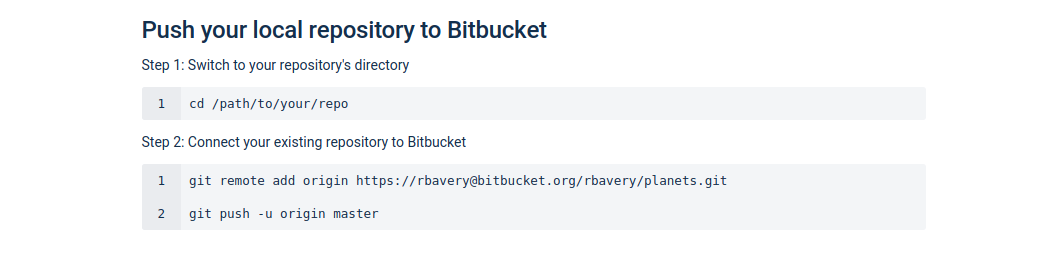 Push your local repository to Bitbucket
Step 1: Switch to your repository's directory
1 cd /path/to/your/repo
Step 2: Connect your existing repository to Bitbucket
1 git remote add origin https://rbavery@bitbucket.org/rbavery/planets.git
2 git push -u origin master